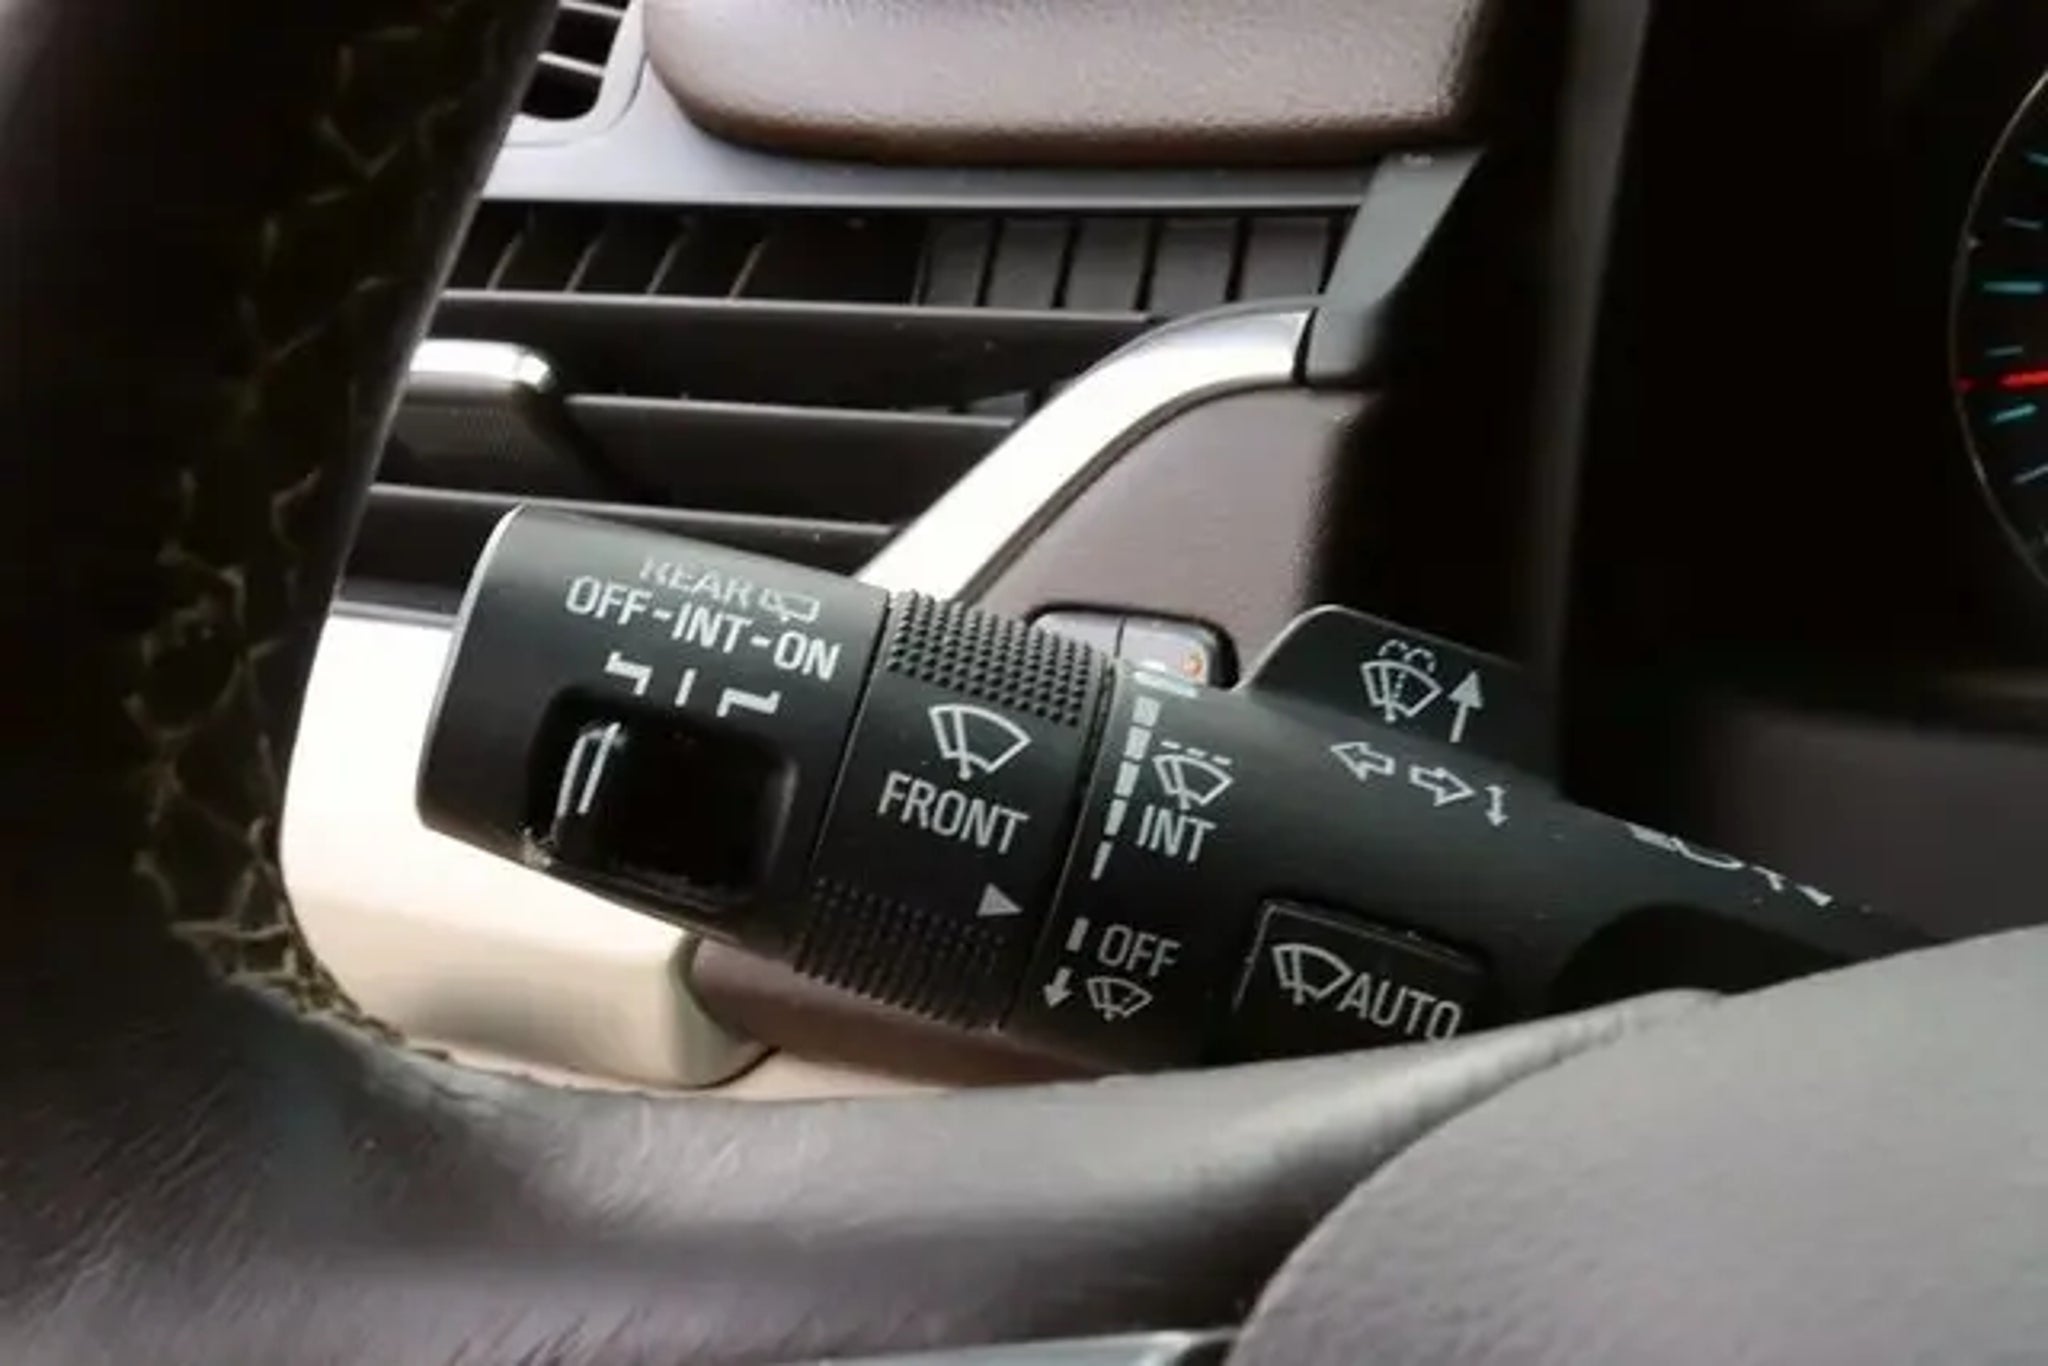 REAR
OFF-INT-ON
FRONT
INT
OFF
AUTO